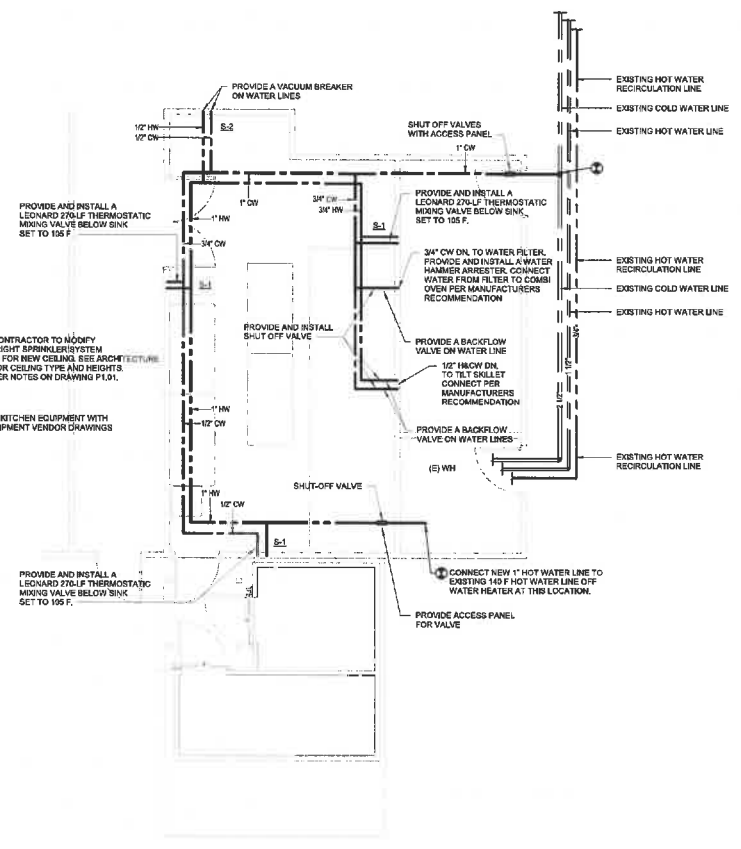 PROVIDE A VACUUM BREAKER
ON WATER LINES
1/2" HW
1/2" CW
S-2
SHUT OFF VALVES
WITH ACCESS PANEL
1" CW
EXISTING HOT WATER
RECIRCULATION LINE
EXISTING COLD WATER LINE
EXISTING HOT WATER LINE
PROVIDE AND INSTALL A
LEONARD 270-LF THERMOSTATIC
MIXING VALVE BELOW SINK
SET TO 105 F.
1" HW
3/4" CW
S-1
1" CW
3/4" CW
3/4" HW
PROVIDE AND INSTALL A
LEONARD 270-LF THERMOSTATIC
MIXING VALVE BELOW SINK
SET TO 105 F.
S-1
3/4" CW DN. TO WATER FILTER.
PROVIDE AND INSTALL A WATER
HAMMER ARRESTER. CONNECT
WATER FROM FILTER TO COMBI
OVEN PER MANUFACTURERS
RECOMMENDATION
EXISTING HOT WATER
RECIRCULATION LINE
EXISTING COLD WATER LINE
EXISTING HOT WATER LINE
PROVIDE AND INSTALL
SHUT OFF VALVE
PROVIDE A BACKFLOW
VALVE ON WATER LINE
1/2" H&CW DN.
TO TILT SKILLET
CONNECT PER
MANUFACTURERS
RECOMMENDATION
ONTRACTOR TO MODIFY
IGHT SPRINKLER SYSTEM
FOR NEW CEILING. SEE ARCHITECTURE
OR CEILING TYPE AND HEIGHTS.
ER NOTES ON DRAWING P1.01.
KITCHEN EQUIPMENT WITH
IPMENT VENDOR DRAWINGS
1" HW
1/2" CW
PROVIDE A BACKFLOW
VALVE ON WATER LINES
3/4"
1 1/2"
2 1/2"
(E) WH
EXISTING HOT WATER
RECIRCULATION LINE
SHUT-OFF VALVE
1" HW
1/2" CW
S-1
CONNECT NEW 1" HOT WATER LINE TO
EXISTING 140 F HOT WATER LINE OFF
WATER HEATER AT THIS LOCATION.
PROVIDE AND INSTALL A
LEONARD 270-LF THERMOSTATIC
MIXING VALVE BELOW SINK
SET TO 105 F.
PROVIDE ACCESS PANEL
FOR VALVE